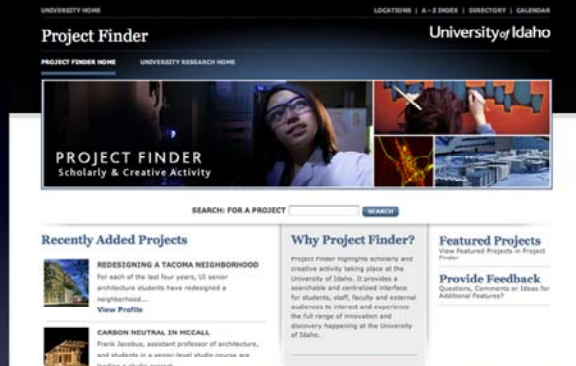 UNIVERSITY HOME
LOCATIONS | A - Z INDEX | DIRECTORY | CALENDAR
Project Finder
University of Idaho
PROJECT FINDER HOME
UNIVERSITY RESEARCH HOME
PROJECT FINDER
Scholarly & Creative Activity
SEARCH: FOR A PROJECT
SEARCH
Recently Added Projects
REDESIGNING A TACOMA NEIGHBORHOOD
For each of the last four years, UI senior
architecture students have redesigned a
neighborhood...
View Profile
CARBON NEUTRAL IN MCCALL
Frank Jacobus, assistant professor of architecture,
and students in a senior-level studio course are
leading a studio project
Why Project Finder?
Project Finder highlights scholarly and
creative activity taking place at the
University of Idaho. It provides a
searchable and centralized interface
for students, staff, faculty and external
audiences to interact and experience
the full range of innovation and
discovery happening at the University
of Idaho.
Featured Projects
View Featured Projects in Project
Finder
Provide Feedback
Questions, Comments or Ideas for
Additional Features?